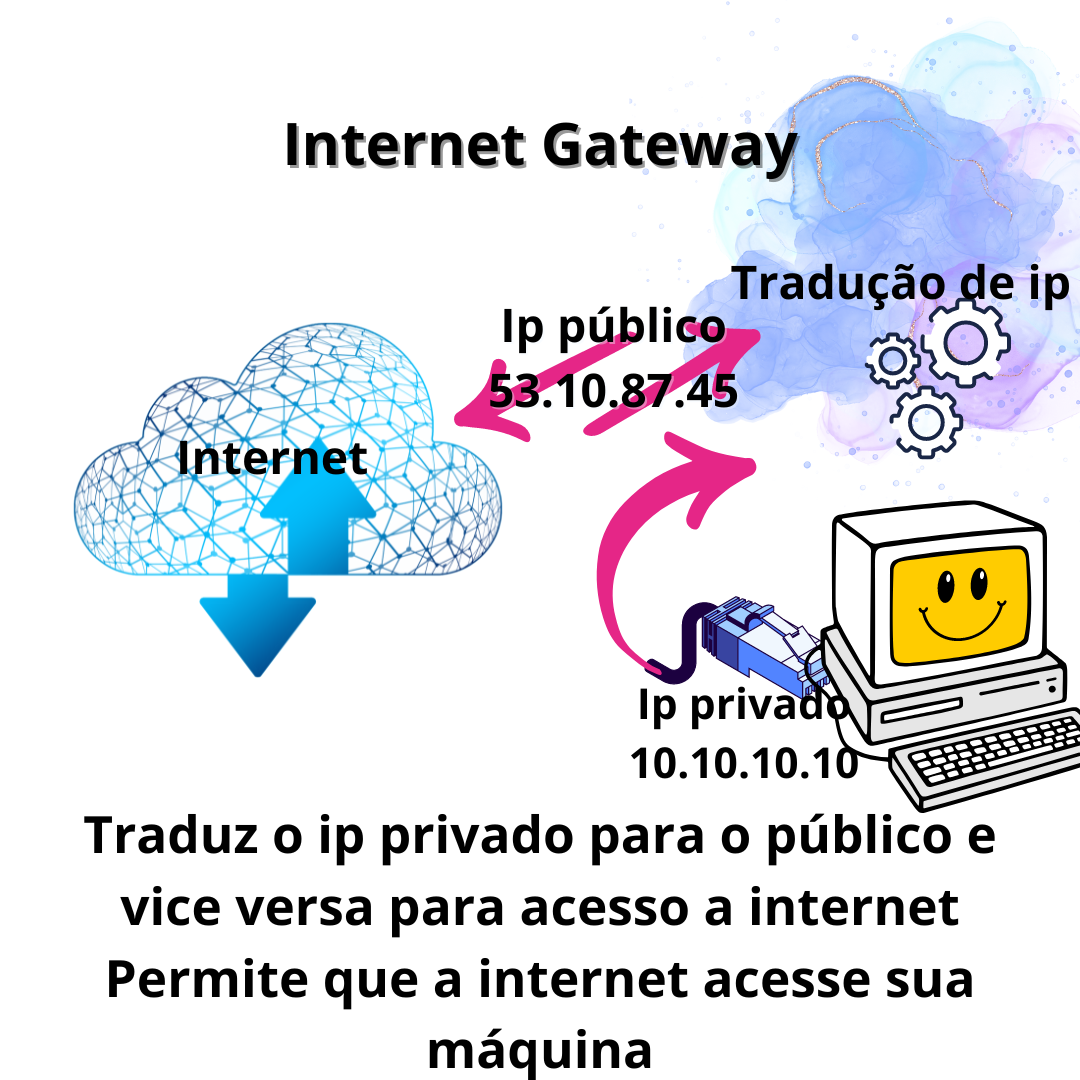 Internet Gateway
Tradução de ip
Ip público
53.10.87.45
Internet
Ip privado
10.10.10.10
Traduz o ip privado para o público e
vice versa para acesso a internet
Permite que a internet acesse sua
máquina